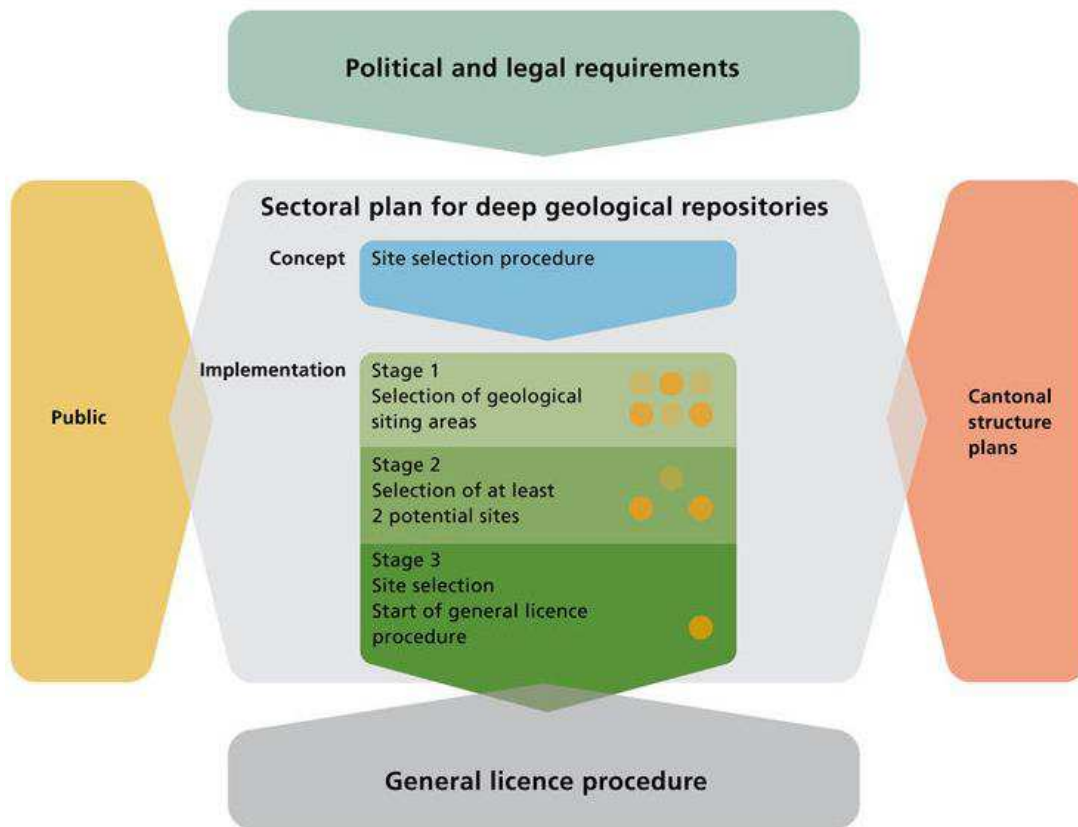 Political and legal requirements
Sectoral plan for deep geological repositories
Concept
Site selection procedure
Implementation
Stage 1
Selection of geological
siting areas
Stage 2
Selection of at least
2 potential sites
Stage 3
Site selection
Start of general licence
procedure
Public
Cantonal
structure
plans
General licence procedure